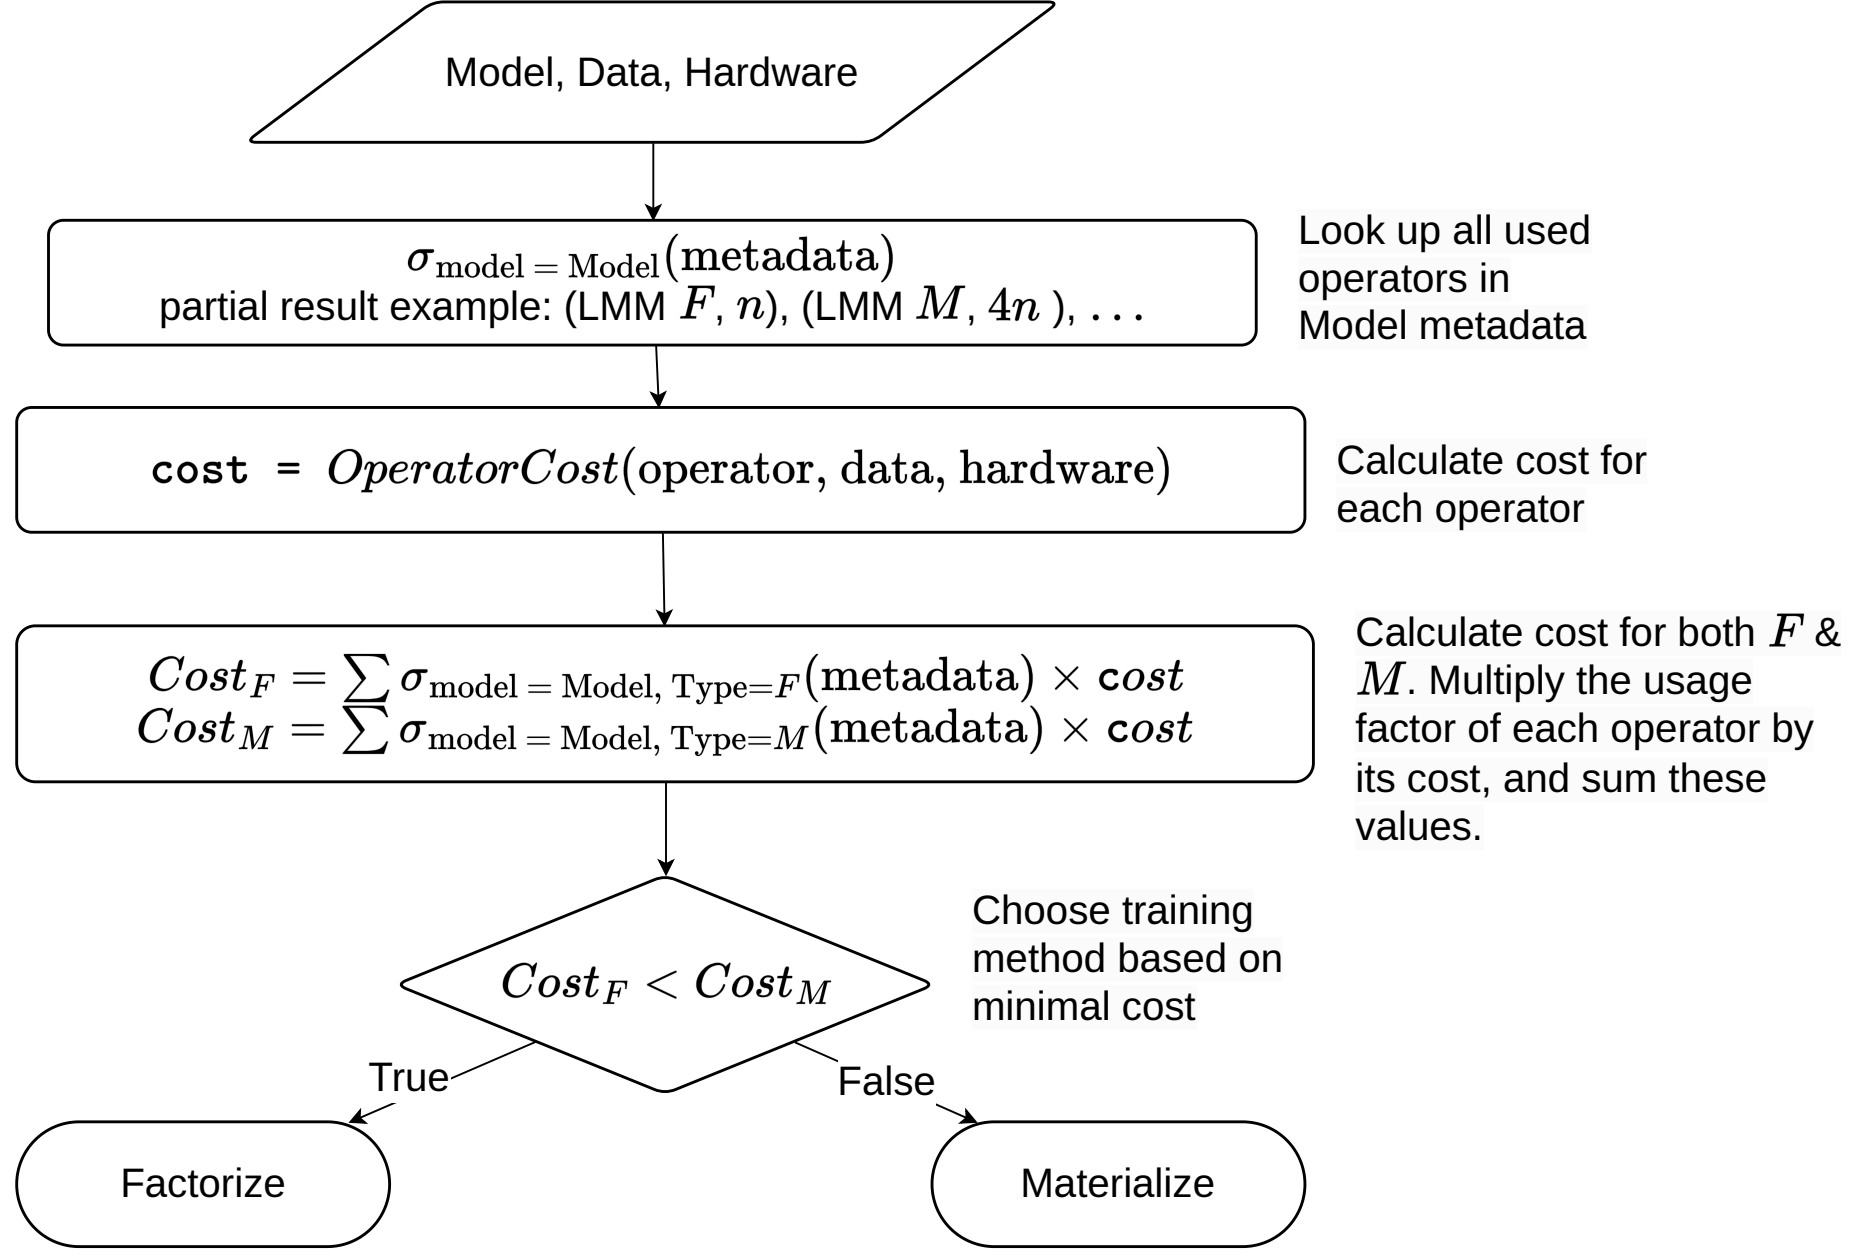 Model, Data, Hardware
σ_model = Model(metadata)
partial result example: (LMM F, n), (LMM M, 4n ), ...
Look up all used
operators in
Model metadata
cost = OperatorCost(operator, data, hardware)
Calculate cost for
each operator
Cost_F = ∑ σ_model = Model, Type=F(metadata) × cost
Cost_M = ∑ σ_model = Model, Type=M(metadata) × cost
Calculate cost for both F &
M. Multiply the usage
factor of each operator by
its cost, and sum these
values.
Cost_F < Cost_M
Choose training
method based on
minimal cost
True
False
Factorize
Materialize